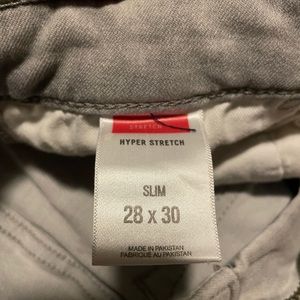 STRETCH
HYPER STRETCH
SLIM
28 x 30
MADE IN PAKISTAN
FABRIQUÉ AU PAKISTAN